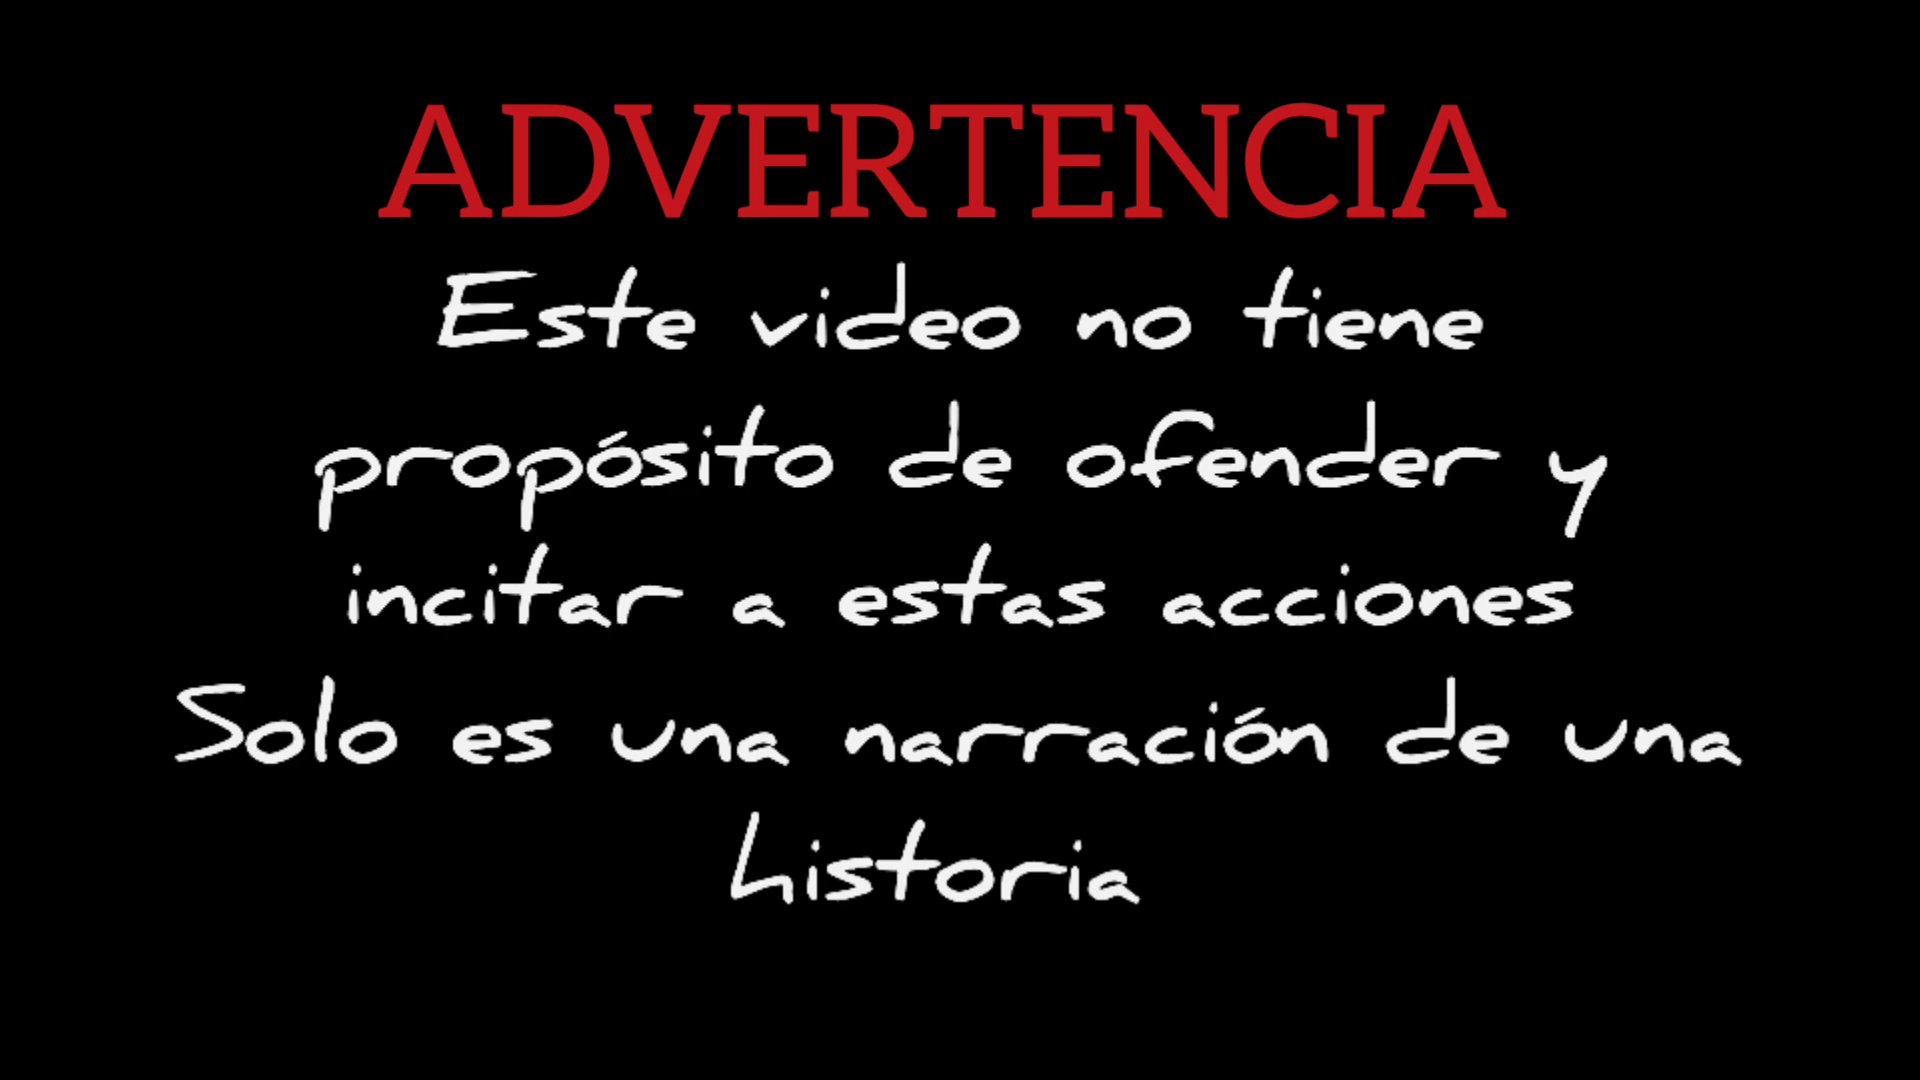 ADVERTENCIA
Este video no tiene
propósito de ofender y
incitar a estas acciones
Solo es una narración de una
historia